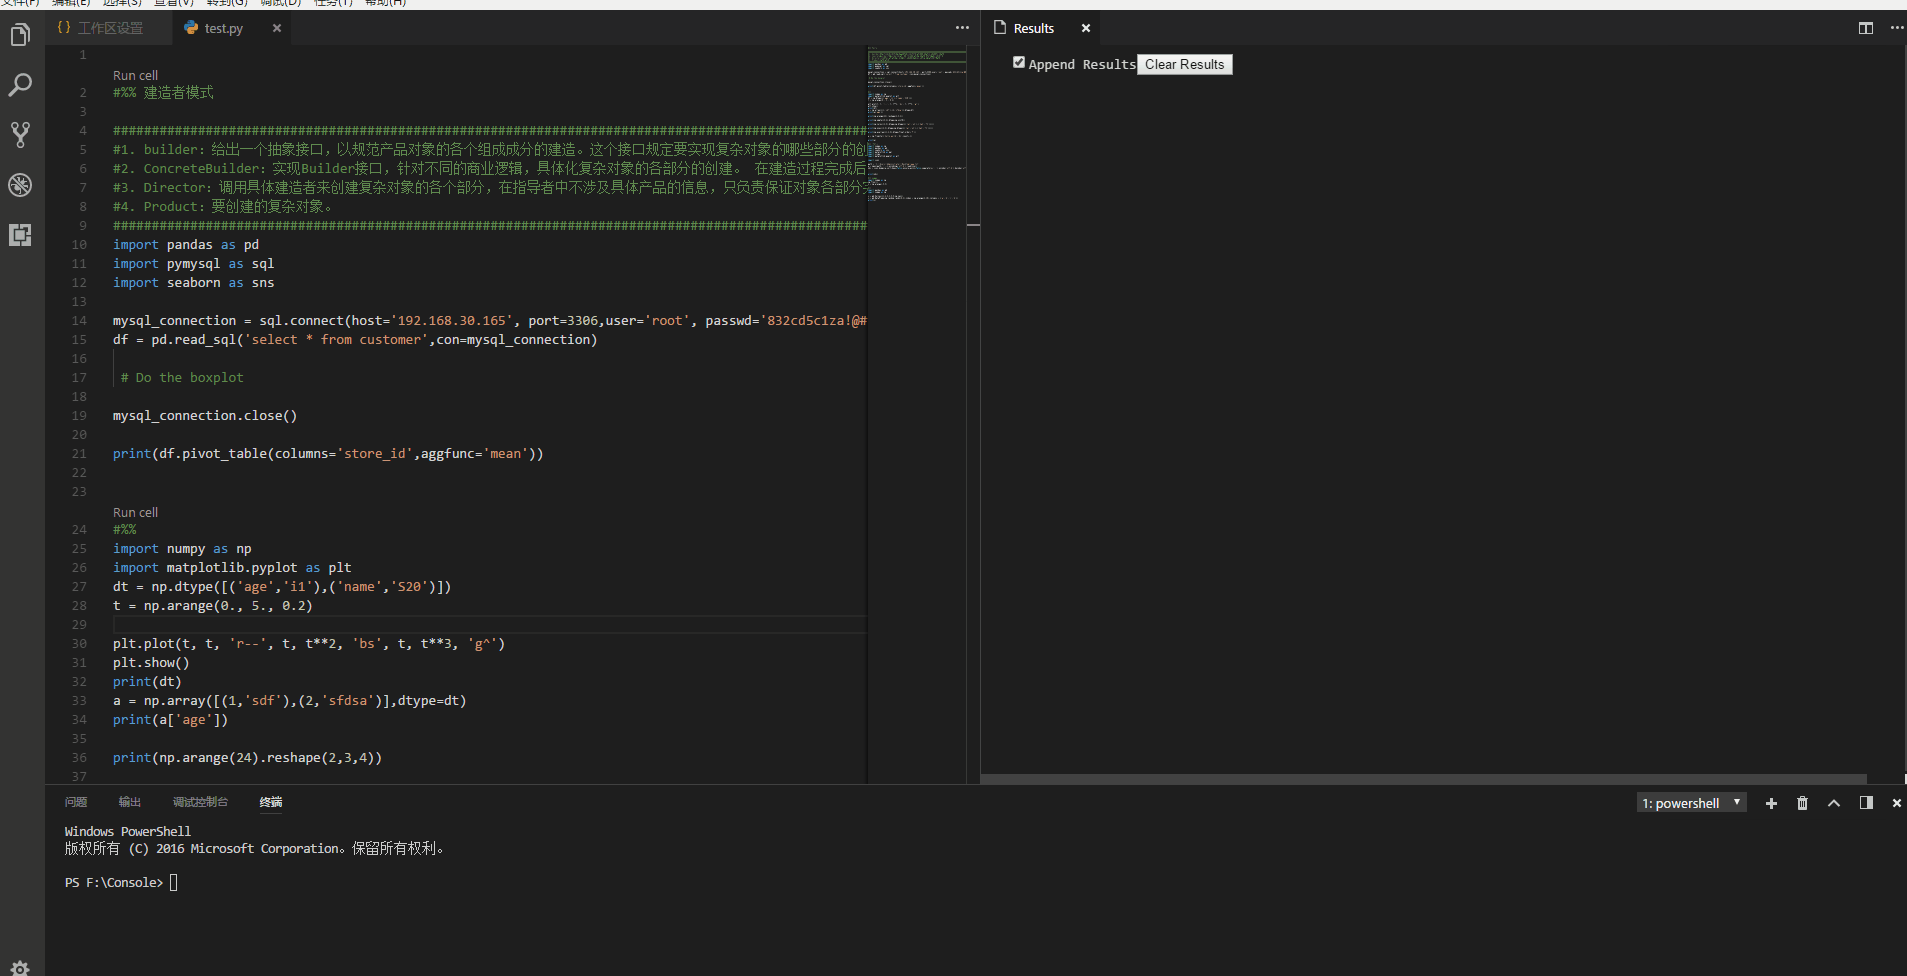 文件(F) 编辑(E) 选择(S) 查看(V) 转到(G) 调试(D) 任务(T) 帮助(H)
{} 工作区设置
test.py ×
Results ×
Append Results Clear Results
1
Run cell
2 #%% 建造者模式
3
4 ##################################################################################################
5 #1. builder：给出一个抽象接口，以规范产品对象的各个组成成分的建造。这个接口规定要实现复杂对象的哪些部分的创
6 #2. ConcreteBuilder：实现Builder接口，针对不同的商业逻辑，具体化复杂对象的各部分的创建。 在建造过程完成后
7 #3. Director：调用具体建造者来创建复杂对象的各个部分，在指导者中不涉及具体产品的信息，只负责保证对象各部分完
8 #4. Product：要创建的复杂对象。
9 ##################################################################################################
10 import pandas as pd
11 import pymysql as sql
12 import seaborn as sns
13
14 mysql_connection = sql.connect(host='192.168.30.165', port=3306,user='root', passwd='832cd5c1za!@#
15 df = pd.read_sql('select * from customer',con=mysql_connection)
16
17 # Do the boxplot
18
19 mysql_connection.close()
20
21 print(df.pivot_table(columns='store_id',aggfunc='mean'))
22
23
Run cell
24 #%%
25 import numpy as np
26 import matplotlib.pyplot as plt
27 dt = np.dtype([('age','i1'),('name','S20')])
28 t = np.arange(0., 5., 0.2)
29
30 plt.plot(t, t, 'r--', t, t**2, 'bs', t, t**3, 'g^')
31 plt.show()
32 print(dt)
33 a = np.array([(1,'sdf'),(2,'sfdsa')],dtype=dt)
34 print(a['age'])
35
36 print(np.arange(24).reshape(2,3,4))
37
问题 输出 调试控制台 终端
1: powershell
Windows PowerShell
版权所有 (C) 2016 Microsoft Corporation。保留所有权利。
PS F:\Console>